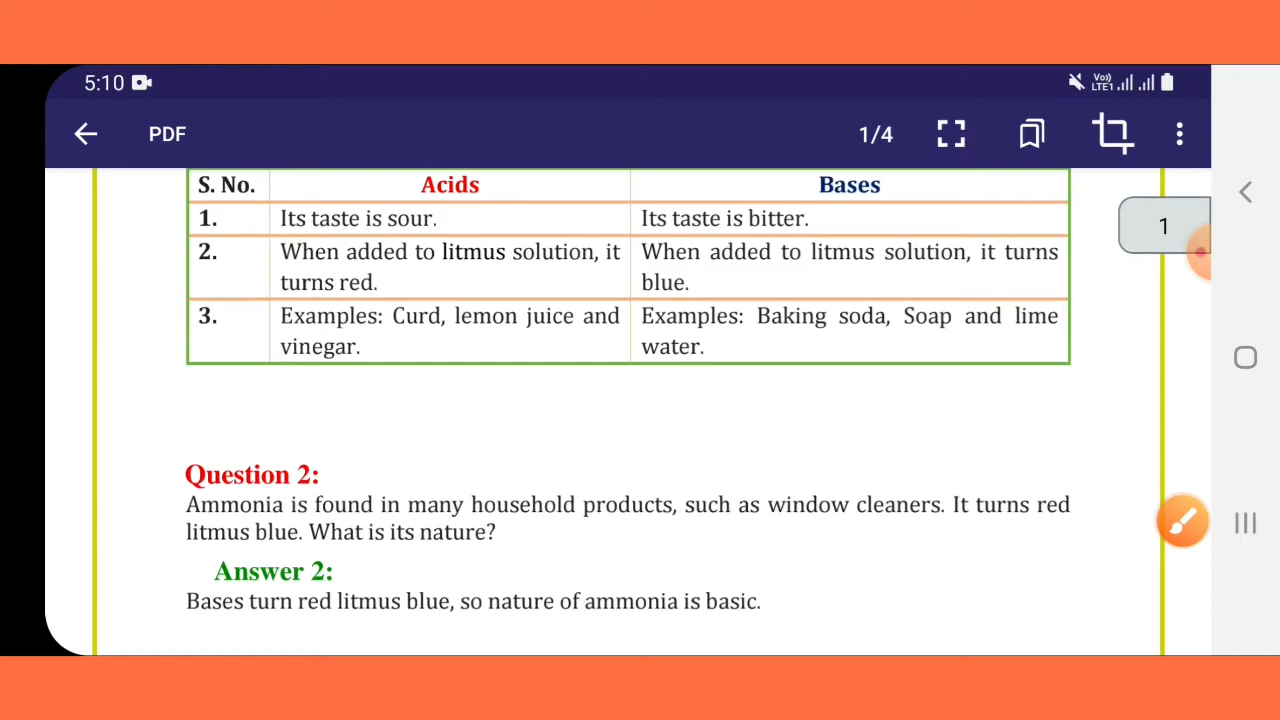 5:10 Vo)) LTE1
PDF 1/4
S. No. Acids Bases
1. Its taste is sour. Its taste is bitter.
1
2. When added to litmus solution, it When added to litmus solution, it turns
turns red. blue.
3. Examples: Curd, lemon juice and Examples: Baking soda, Soap and lime
vinegar. water.
Question 2:
Ammonia is found in many household products, such as window cleaners. It turns red
litmus blue. What is its nature?
Answer 2:
Bases turn red litmus blue, so nature of ammonia is basic.